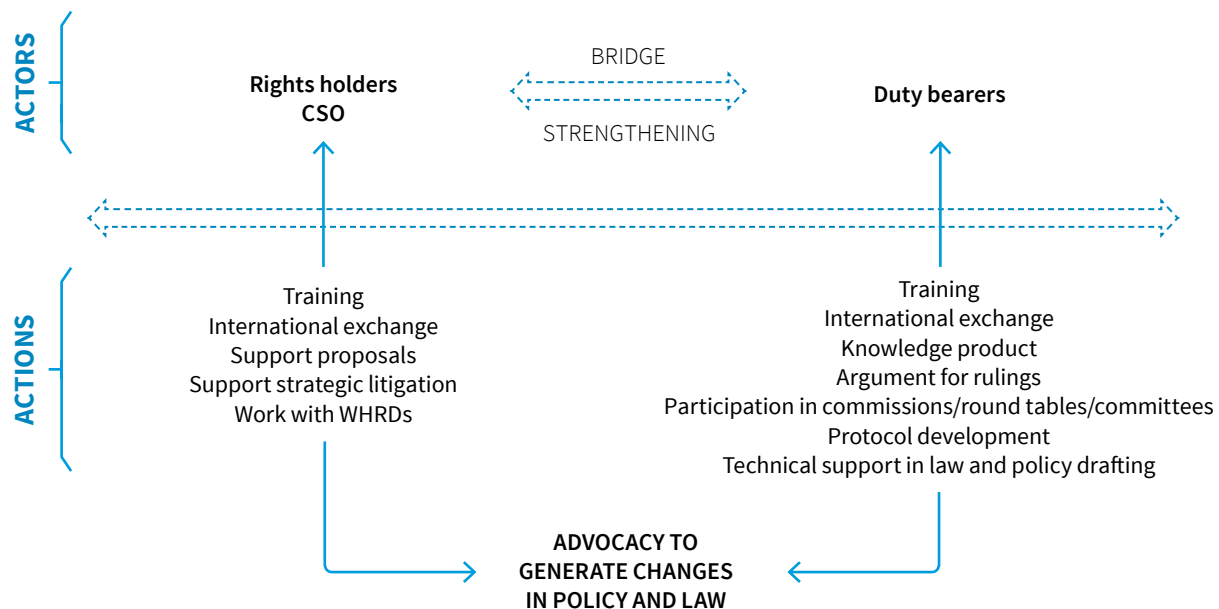 ACTORS
Rights holders
CSO
BRIDGE
STRENGTHENING
Duty bearers
ACTIONS
Training
International exchange
Support proposals
Support strategic litigation
Work with WHRDs
Training
International exchange
Knowledge product
Argument for rulings
Participation in commissions/round tables/committees
Protocol development
Technical support in law and policy drafting
ADVOCACY TO
GENERATE CHANGES
IN POLICY AND LAW